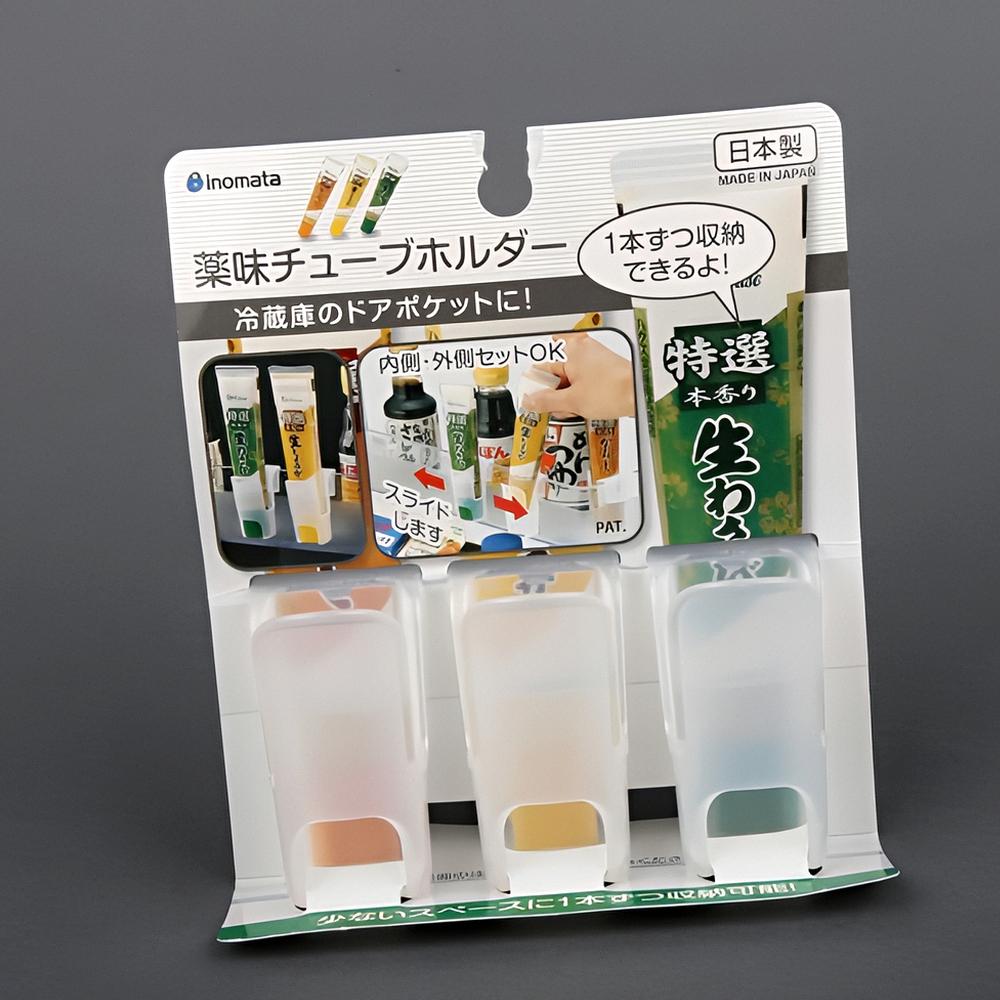 Inomata
日本製
MADE IN JAPAN
薬味チューブホルダー
1本ずつ収納
できるよ!
冷蔵庫のドアポケットに!
内側・外側セットOK
スライド
します
PAT.
特選
本香り
生わさび
少ないスペースに1本ずつ収納可能!